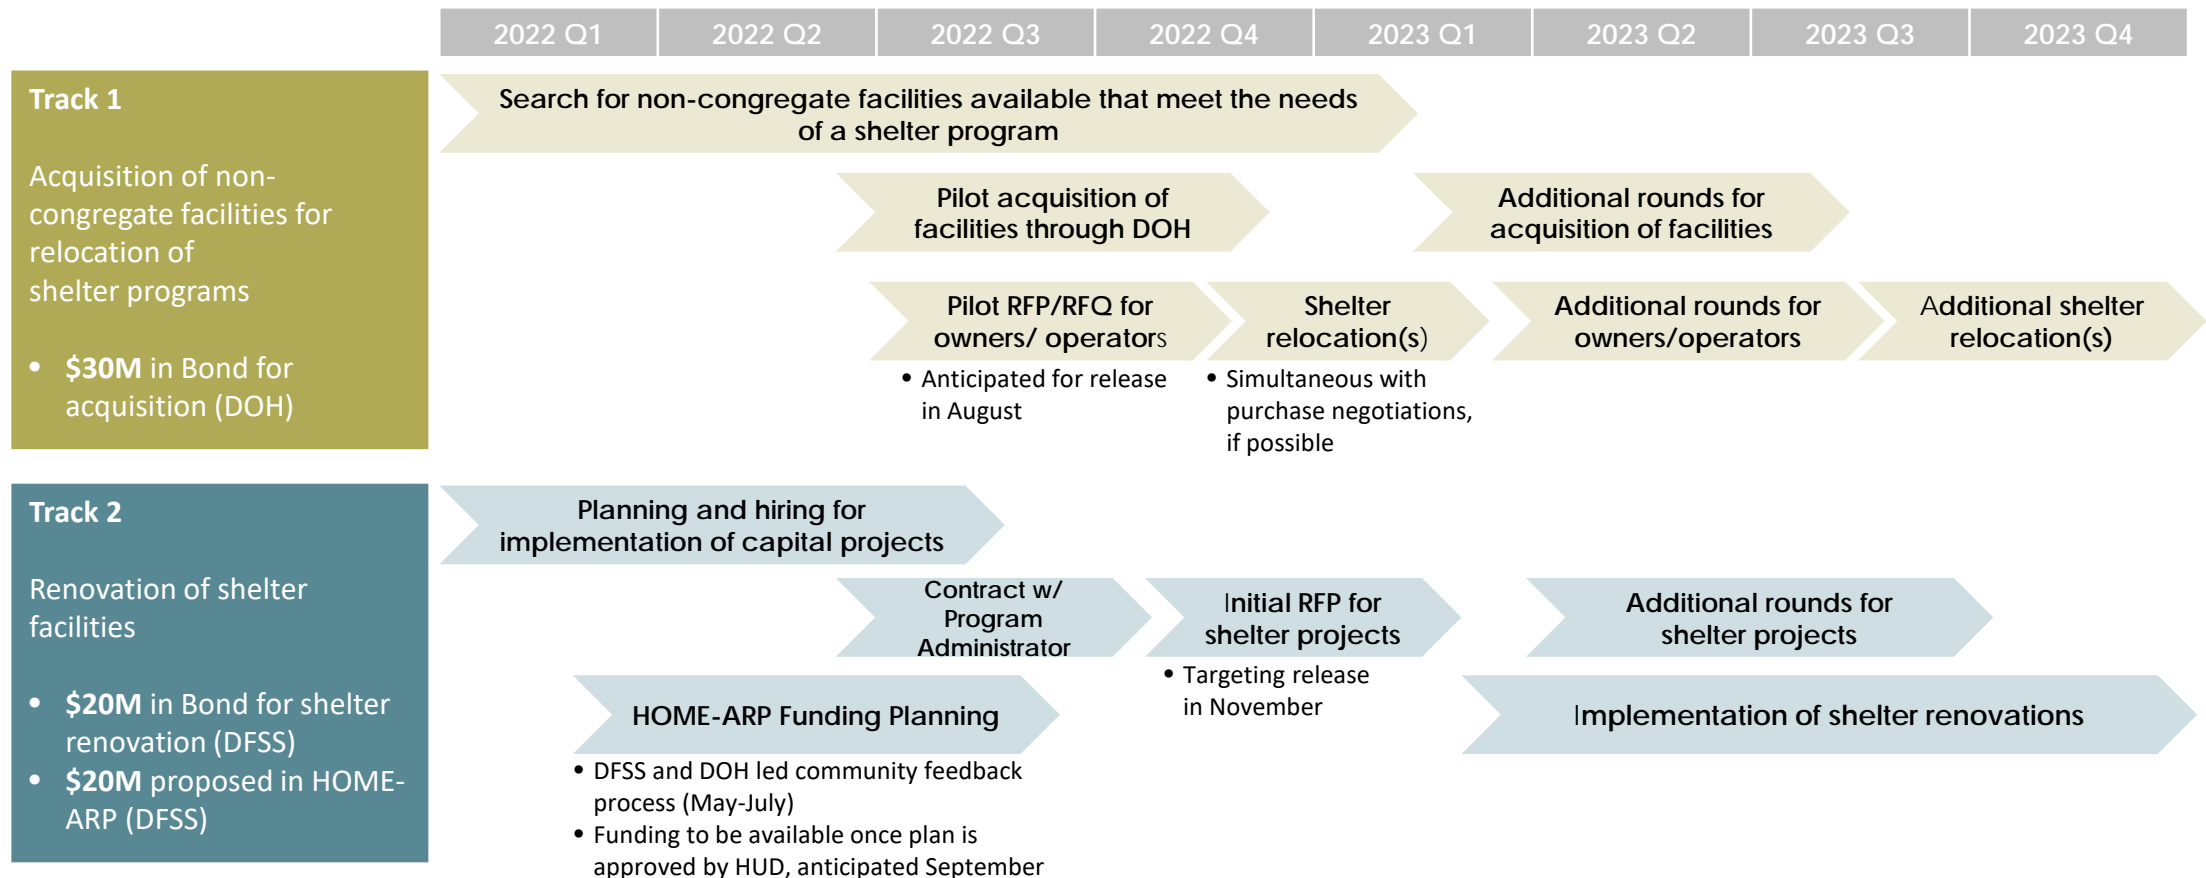 2022 Q1 2022 Q2 2022 Q3 2022 Q4 2023 Q1 2023 Q2 2023 Q3 2023 Q4
Track 1
Acquisition of non-
congregate facilities for
relocation of
shelter programs
• $30M in Bond for
acquisition (DOH)
Search for non-congregate facilities available that meet the needs
of a shelter program
Pilot acquisition of
facilities through DOH
Additional rounds for
acquisition of facilities
Pilot RFP/RFQ for
owners/ operators
• Anticipated for release
in August
Shelter
relocation(s)
• Simultaneous with
purchase negotiations,
if possible
Additional rounds for
owners/operators
Additional shelter
relocation(s)
Track 2
Renovation of shelter
facilities
• $20M in Bond for shelter
renovation (DFSS)
• $20M proposed in HOME-
ARP (DFSS)
Planning and hiring for
implementation of capital projects
Contract w/
Program
Administrator
Initial RFP for
shelter projects
• Targeting release
in November
Additional rounds for
shelter projects
HOME-ARP Funding Planning
• DFSS and DOH led community feedback
process (May-July)
• Funding to be available once plan is
approved by HUD, anticipated September
Implementation of shelter renovations